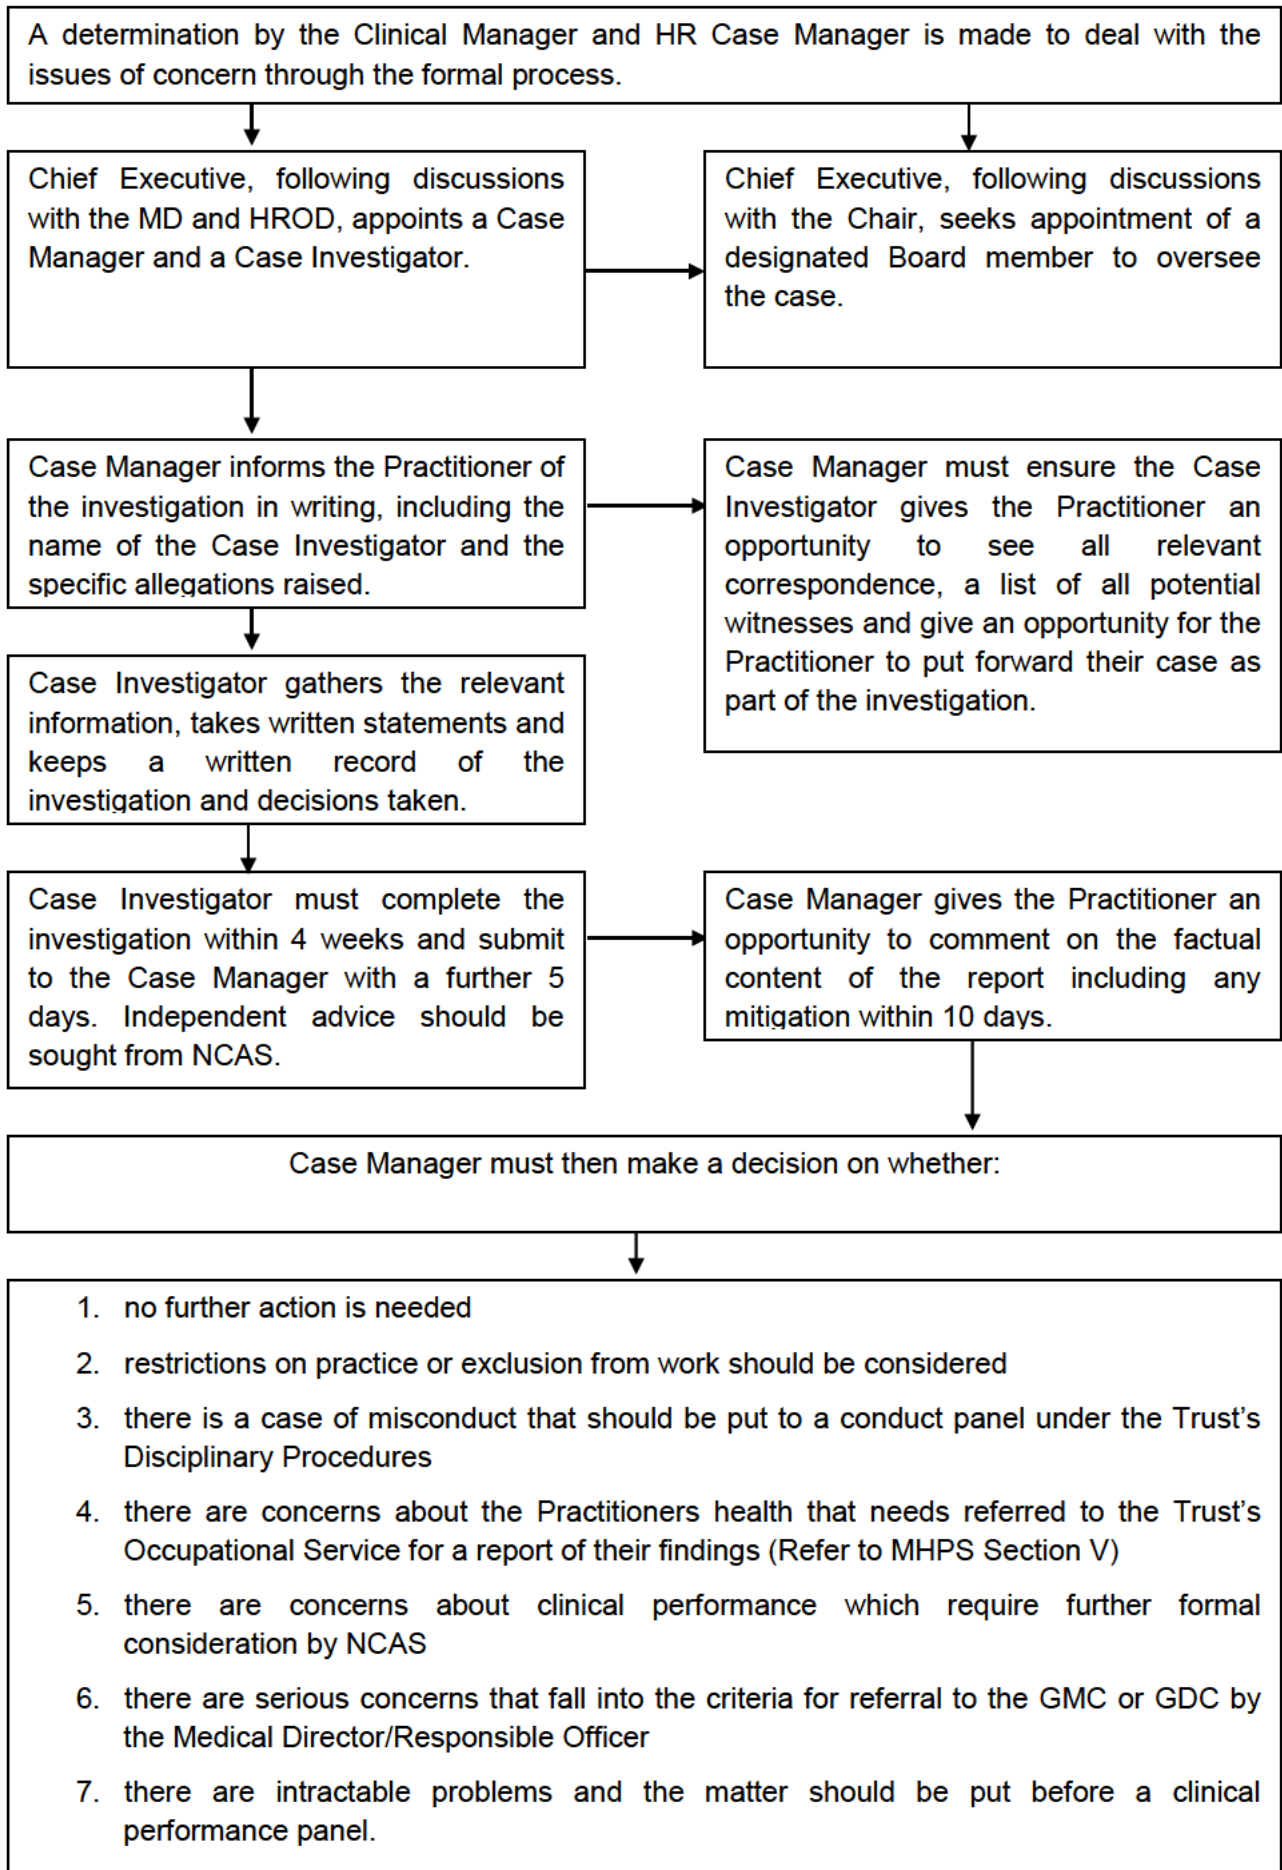 A determination by the Clinical Manager and HR Case Manager is made to deal with the
issues of concern through the formal process.
Chief Executive, following discussions
with the MD and HROD, appoints a Case
Manager and a Case Investigator.
Chief Executive, following discussions
with the Chair, seeks appointment of a
designated Board member to oversee
the case.
Case Manager informs the Practitioner of
the investigation in writing, including the
name of the Case Investigator and the
specific allegations raised.
Case Manager must ensure the Case
Investigator gives the Practitioner an
opportunity to see all relevant
correspondence, a list of all potential
witnesses and give an opportunity for the
Practitioner to put forward their case as
part of the investigation.
Case Investigator gathers the relevant
information, takes written statements and
keeps a written record of the
investigation and decisions taken.
Case Investigator must complete the
investigation within 4 weeks and submit
to the Case Manager with a further 5
days. Independent advice should be
sought from NCAS.
Case Manager gives the Practitioner an
opportunity to comment on the factual
content of the report including any
mitigation within 10 days.
Case Manager must then make a decision on whether:
1. no further action is needed
2. restrictions on practice or exclusion from work should be considered
3. there is a case of misconduct that should be put to a conduct panel under the Trust's
Disciplinary Procedures
4. there are concerns about the Practitioners health that needs referred to the Trust's
Occupational Service for a report of their findings (Refer to MHPS Section V)
5. there are concerns about clinical performance which require further formal
consideration by NCAS
6. there are serious concerns that fall into the criteria for referral to the GMC or GDC by
the Medical Director/Responsible Officer
7. there are intractable problems and the matter should be put before a clinical
performance panel.